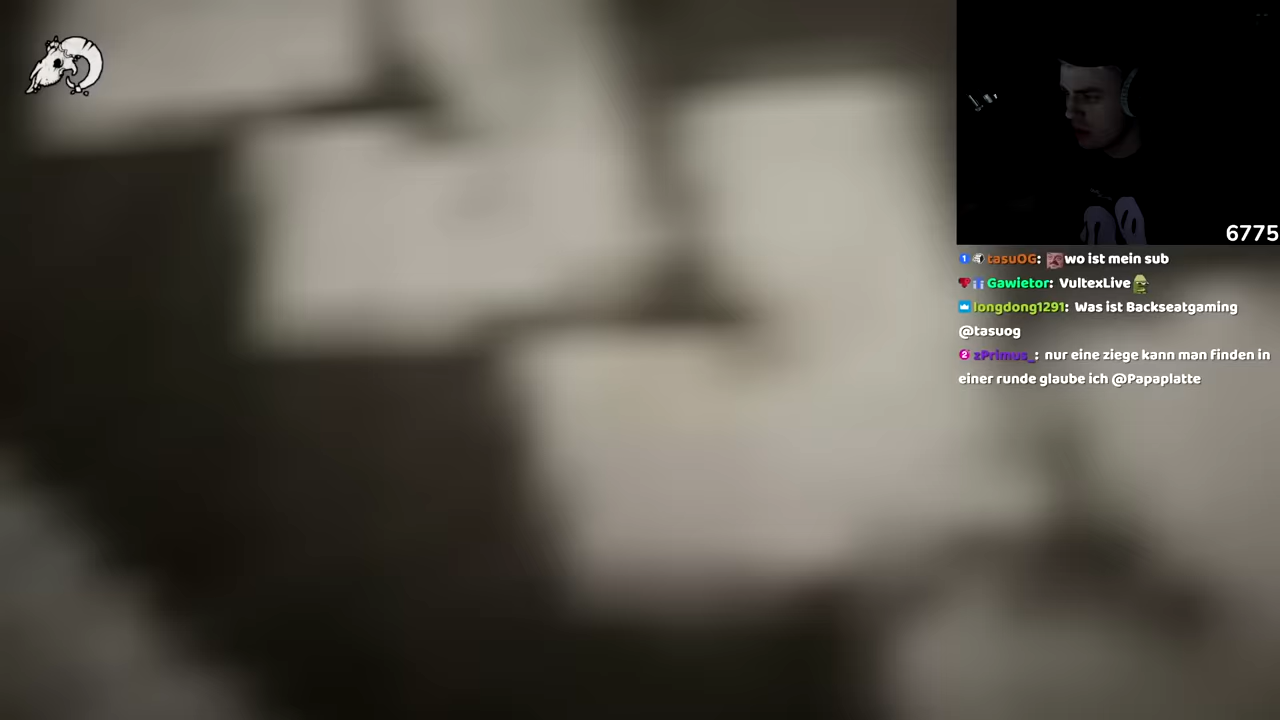 6775
tasuOG: wo ist mein sub
Gawietor: VultexLive
longdong1291: Was ist Backseatgaming
@tasuog
zPrimus_: nur eine ziege kann man finden in
einer runde glaube ich @Papaplatte